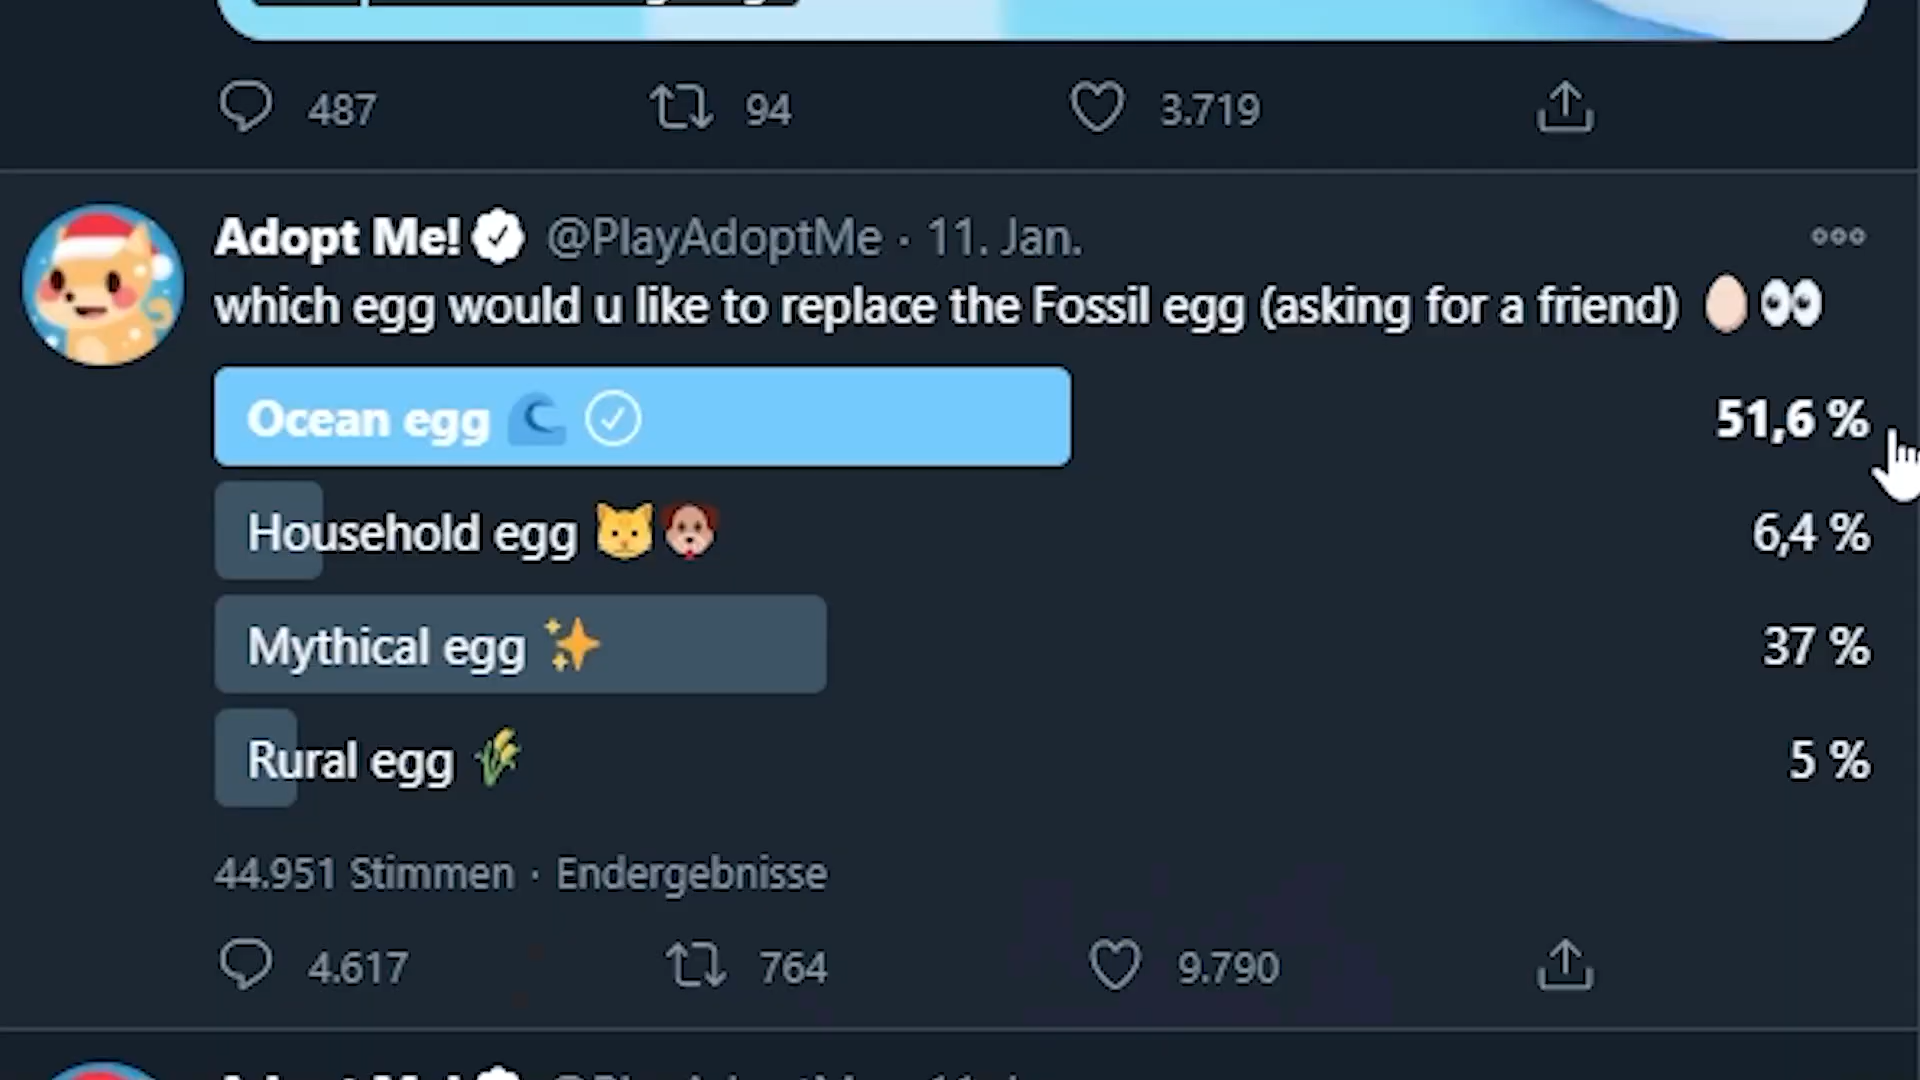 487 94 3.719
Adopt Me! @PlayAdoptMe · 11. Jan.
which egg would u like to replace the Fossil egg (asking for a friend) 🥚👀
Ocean egg 🌊 51,6 %
Household egg 🐱🐶 6,4 %
Mythical egg ✨ 37 %
Rural egg 🌾 5 %
44.951 Stimmen · Endergebnisse
4.617 764 9.790